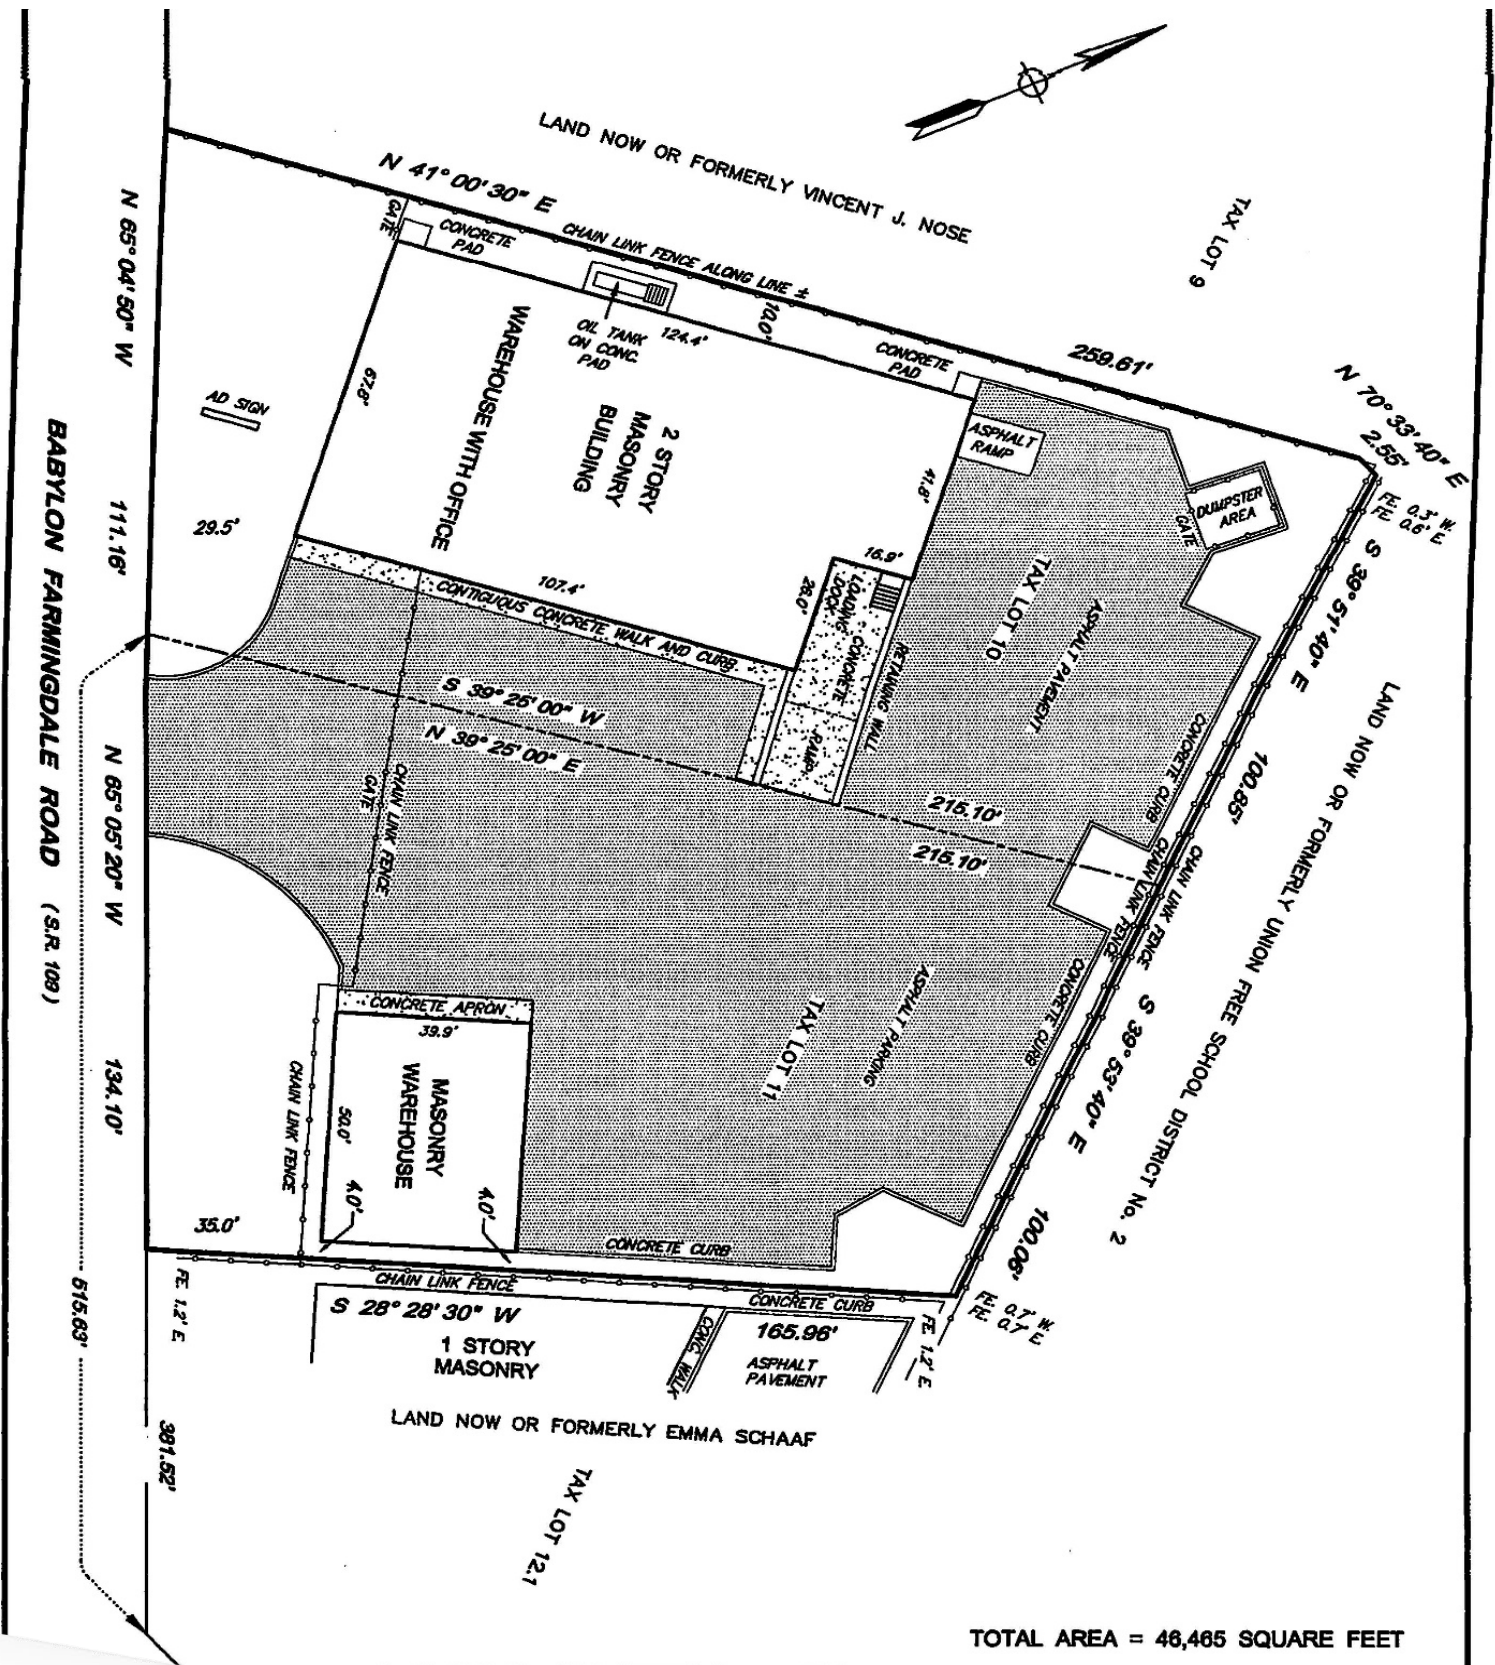 LAND NOW OR FORMERLY VINCENT J. NOSE
TAX LOT 9
N 41° 00' 30" E
CHAIN LINK FENCE ALONG LINE ±
259.61'
N 70° 33' 40" E
2.55'
FE. 0.3' W.
FE. 0.6' E.
GATE
CONCRETE
PAD
OIL TANK
ON CONC.
PAD
124.4'
10.0'
CONCRETE
PAD
ASPHALT
RAMP
DUMPSTER
AREA
GATE
N 65° 04' 50" W
111.16'
AD SIGN
29.5'
67.8'
WAREHOUSE WITH OFFICE
2 STORY
MASONRY
BUILDING
41.8'
16.9'
26.0'
107.4'
LOADING
DOCK
CONCRETE
RAMP
RETAINING WALL
CONTIGUOUS CONCRETE WALK AND CURB
TAX LOT 10
ASPHALT PAVEMENT
CONCRETE CURB
S 39° 51' 40" E
100.85'
LAND NOW OR FORMERLY UNION FREE SCHOOL DISTRICT No. 2
S 39° 25' 00" W
215.10'
N 39° 25' 00" E
215.10'
CHAIN LINK FENCE
GATE
CHAIN LINK FENCE
CHAIN LINK FENCE
BABYLON FARMINGDALE ROAD (S.R. 109)
N 65° 05' 20" W
134.10'
CONCRETE APRON
39.9'
MASONRY
WAREHOUSE
50.0'
4.0'
4.0'
CHAIN LINK FENCE
35.0'
TAX LOT 11
ASPHALT PARKING
CONCRETE CURB
S 39° 53' 40" E
100.06'
CONCRETE CURB
CHAIN LINK FENCE
S 28° 28' 30" W
165.96'
CONCRETE CURB
FE. 0.7' W.
FE. 0.7' E.
FE. 1.2' E.
FE. 1.2' E.
1 STORY
MASONRY
CONC. WALK
ASPHALT
PAVEMENT
LAND NOW OR FORMERLY EMMA SCHAAF
TAX LOT 12.1
515.63'
381.52'
TOTAL AREA = 46,465 SQUARE FEET